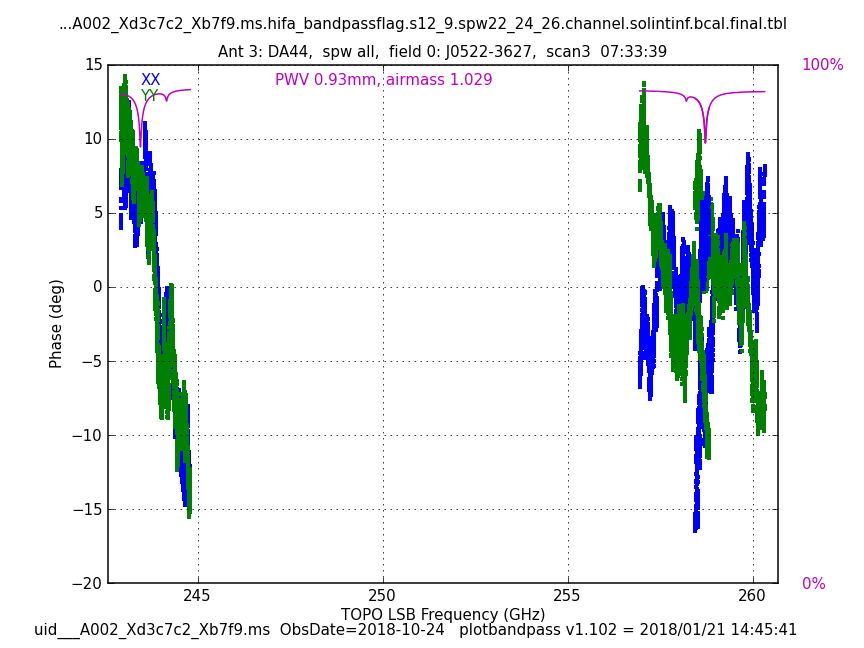 ...A002_Xd3c7c2_Xb7f9.ms.hifa_bandpassflag.s12_9.spw22_24_26.channel.solintinf.bcal.final.tbl
Ant 3: DA44,  spw all,  field 0: J0522-3627,  scan3  07:33:39
15
10
5
0
−5
−10
−15
−20
Phase (deg)
XX
YY
PWV 0.93mm, airmass 1.029
100%
0%
245
250
255
260
TOPO LSB Frequency (GHz)
uid___A002_Xd3c7c2_Xb7f9.ms  ObsDate=2018-10-24   plotbandpass v1.102 = 2018/01/21 14:45:41